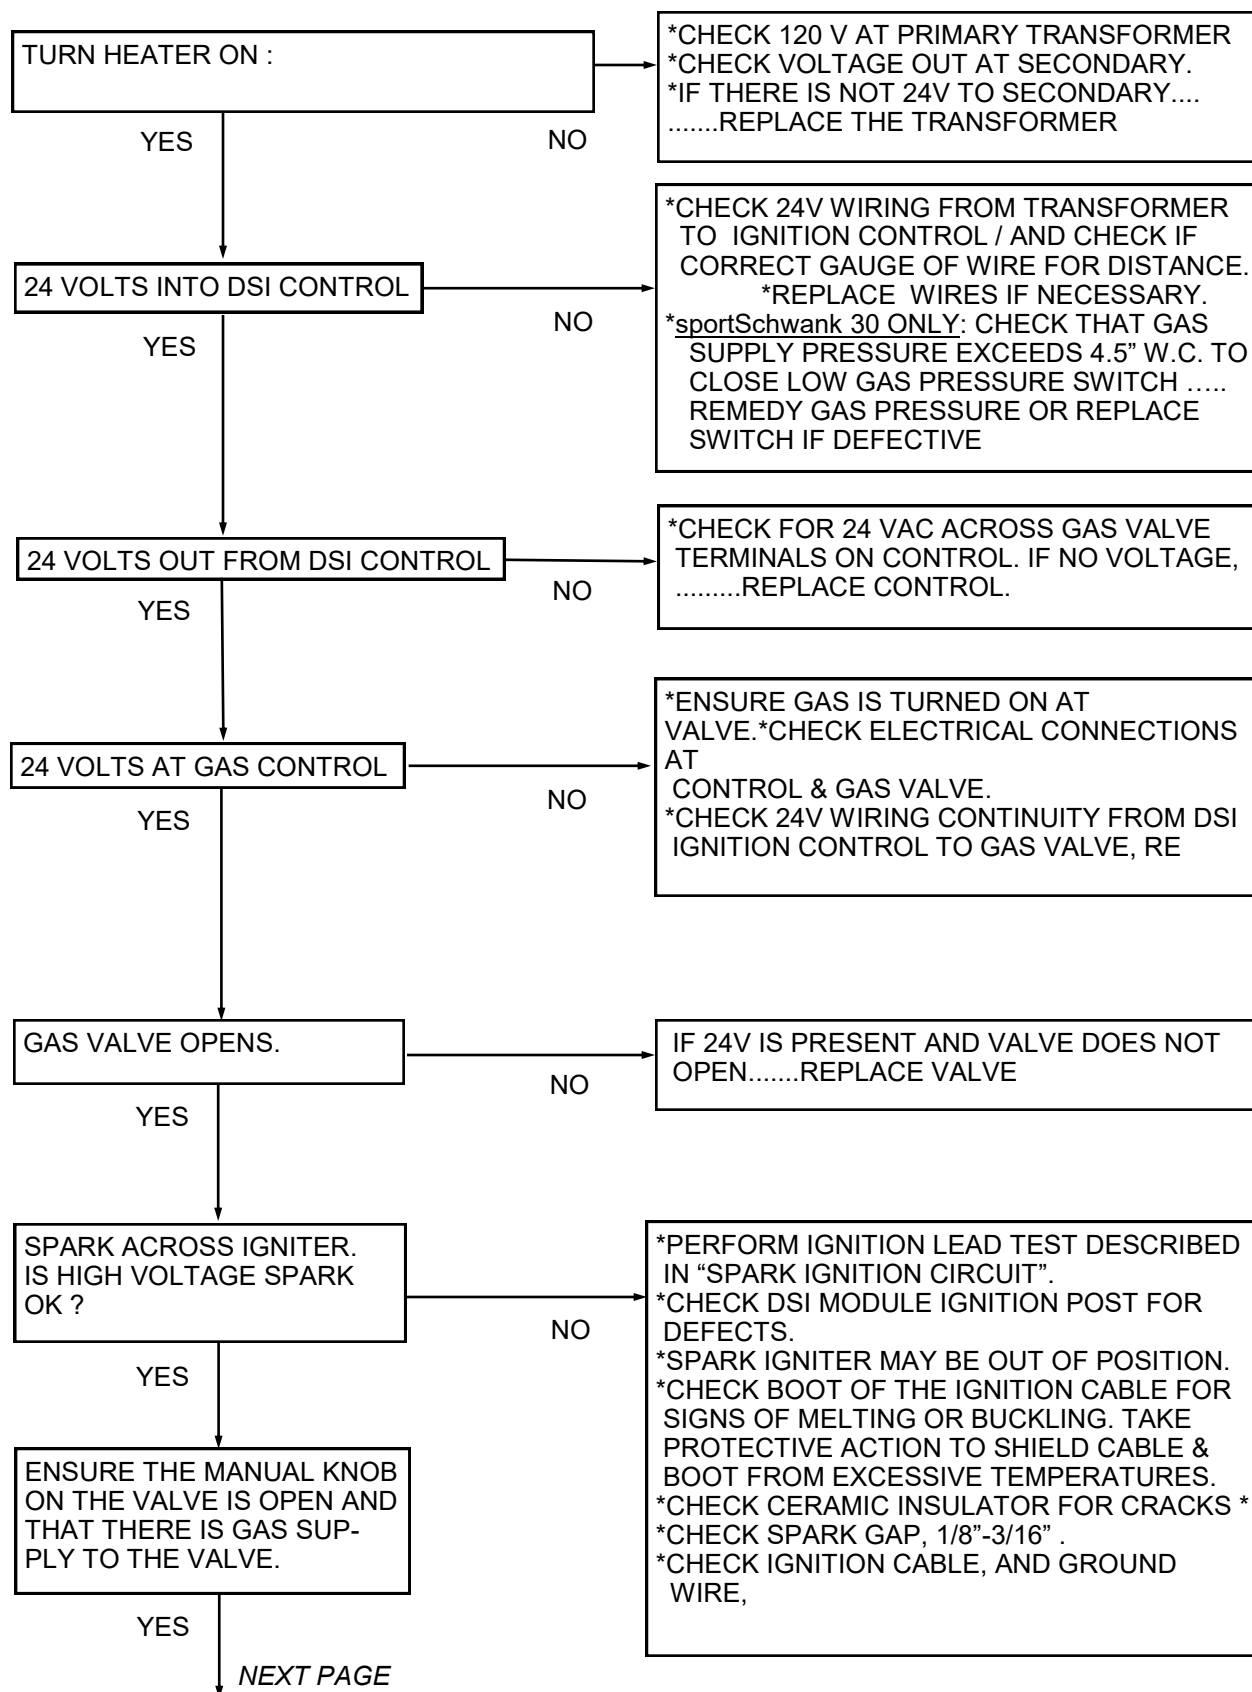 TURN HEATER ON :
*CHECK 120 V AT PRIMARY TRANSFORMER
*CHECK VOLTAGE OUT AT SECONDARY.
*IF THERE IS NOT 24V TO SECONDARY....
.......REPLACE THE TRANSFORMER
YES
NO
24 VOLTS INTO DSI CONTROL
*CHECK 24V WIRING FROM TRANSFORMER
TO IGNITION CONTROL / AND CHECK IF
CORRECT GAUGE OF WIRE FOR DISTANCE.
*REPLACE WIRES IF NECESSARY.
*sportSchwank 30 ONLY: CHECK THAT GAS
SUPPLY PRESSURE EXCEEDS 4.5” W.C. TO
CLOSE LOW GAS PRESSURE SWITCH …..
REMEDY GAS PRESSURE OR REPLACE
SWITCH IF DEFECTIVE
YES
NO
24 VOLTS OUT FROM DSI CONTROL
*CHECK FOR 24 VAC ACROSS GAS VALVE
TERMINALS ON CONTROL. IF NO VOLTAGE,
.........REPLACE CONTROL.
YES
NO
24 VOLTS AT GAS CONTROL
*ENSURE GAS IS TURNED ON AT
VALVE.*CHECK ELECTRICAL CONNECTIONS
AT
CONTROL & GAS VALVE.
*CHECK 24V WIRING CONTINUITY FROM DSI
IGNITION CONTROL TO GAS VALVE, RE
YES
NO
GAS VALVE OPENS.
IF 24V IS PRESENT AND VALVE DOES NOT
OPEN.......REPLACE VALVE
YES
NO
SPARK ACROSS IGNITER.
IS HIGH VOLTAGE SPARK
OK ?
*PERFORM IGNITION LEAD TEST DESCRIBED
IN “SPARK IGNITION CIRCUIT”.
*CHECK DSI MODULE IGNITION POST FOR
DEFECTS.
*SPARK IGNITER MAY BE OUT OF POSITION.
*CHECK BOOT OF THE IGNITION CABLE FOR
SIGNS OF MELTING OR BUCKLING. TAKE
PROTECTIVE ACTION TO SHIELD CABLE &
BOOT FROM EXCESSIVE TEMPERATURES.
*CHECK CERAMIC INSULATOR FOR CRACKS *
*CHECK SPARK GAP, 1/8”-3/16” .
*CHECK IGNITION CABLE, AND GROUND
WIRE,
YES
NO
ENSURE THE MANUAL KNOB
ON THE VALVE IS OPEN AND
THAT THERE IS GAS SUP-
PLY TO THE VALVE.
YES
NEXT PAGE